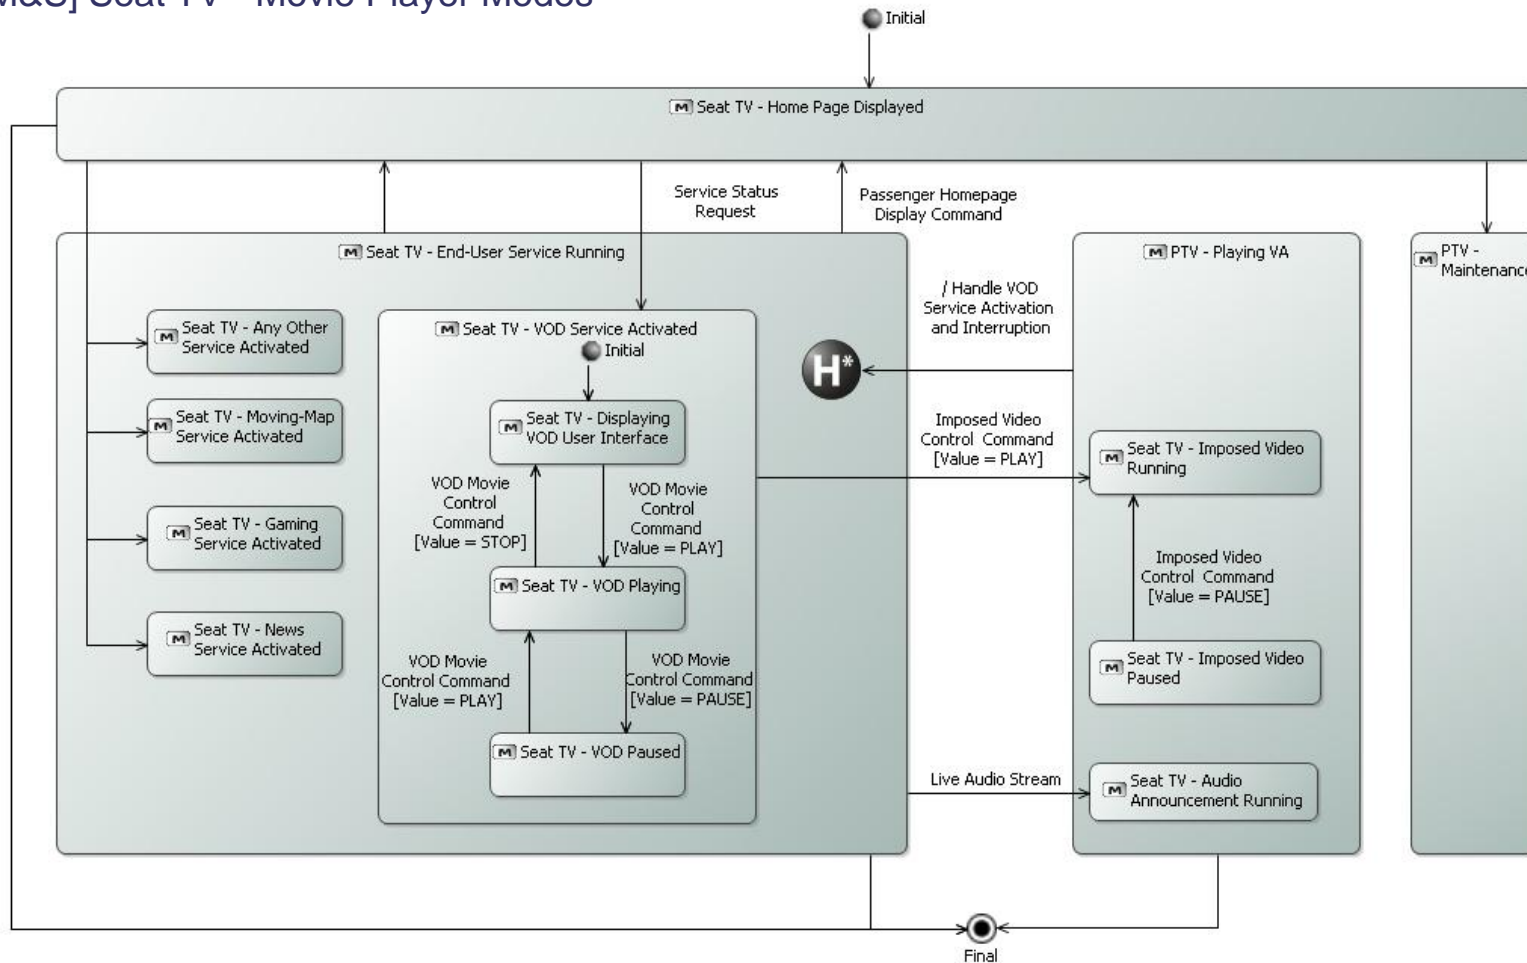 M&S] Seat TV - Movie Player Modes
Initial
M Seat TV - Home Page Displayed
Service Status
Request
Passenger Homepage
Display Command
M Seat TV - End-User Service Running
M PTV - Playing VA
M PTV -
Maintenance
/ Handle VOD
Service Activation
and Interruption
M Seat TV - Any Other
Service Activated
M Seat TV - VOD Service Activated
Initial
H*
M Seat TV - Moving-Map
Service Activated
M Seat TV - Displaying
VOD User Interface
Imposed Video
Control Command
[Value = PLAY]
M Seat TV - Imposed Video
Running
VOD Movie
Control
Command
[Value = STOP]
VOD Movie
Control
Command
[Value = PLAY]
M Seat TV - Gaming
Service Activated
Imposed Video
Control Command
[Value = PAUSE]
M Seat TV - VOD Playing
M Seat TV - News
Service Activated
VOD Movie
Control Command
[Value = PLAY]
VOD Movie
Control Command
[Value = PAUSE]
M Seat TV - Imposed Video
Paused
M Seat TV - VOD Paused
Live Audio Stream
M Seat TV - Audio
Announcement Running
Final